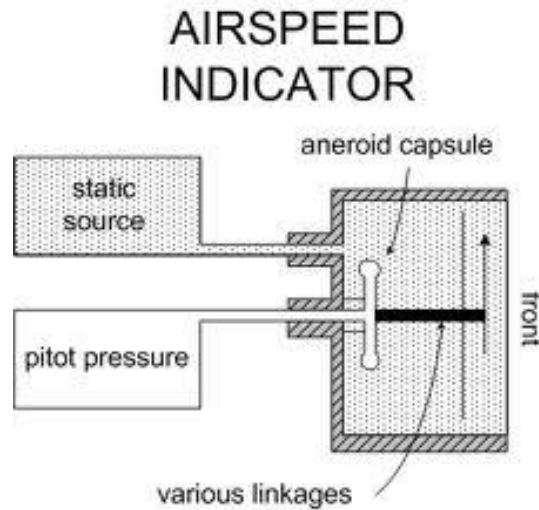 AIRSPEED
INDICATOR
aneroid capsule
static
source
pitot pressure
front
various linkages